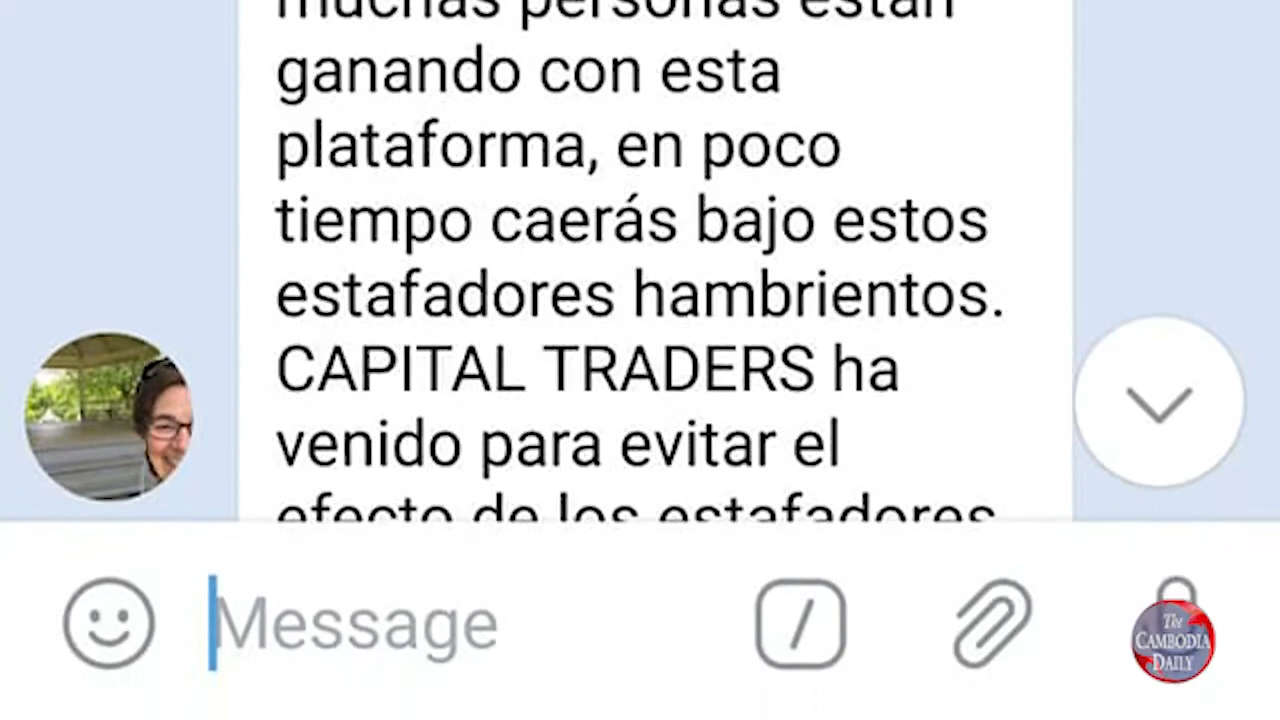 muchas personas están
ganando con esta
plataforma, en poco
tiempo caerás bajo estos
estafadores hambrientos.
CAPITAL TRADERS ha
venido para evitar el
efecto de los estafadores
Message
The
CAMBODIA
DAILY